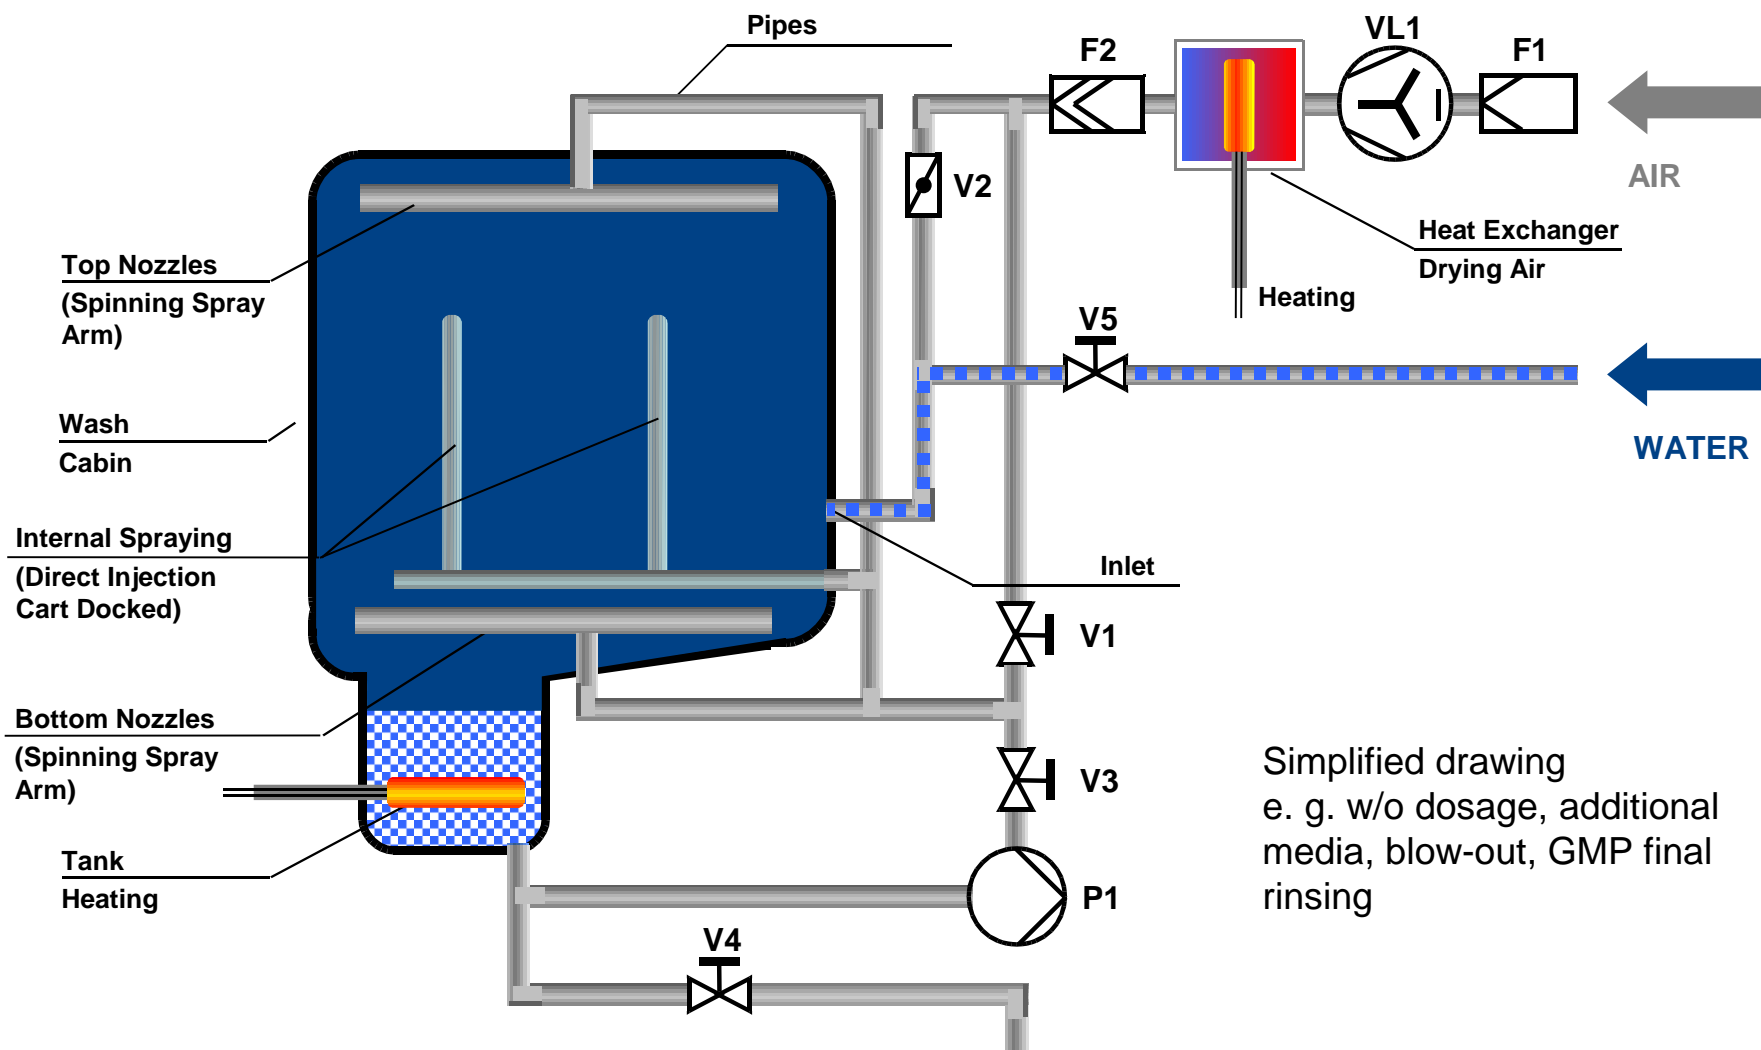 Pipes
F2
VL1
F1
AIR
V2
Heat Exchanger
Drying Air
Heating
Top Nozzles
(Spinning Spray
Arm)
V5
WATER
Wash
Cabin
Internal Spraying
(Direct Injection
Cart Docked)
Inlet
V1
Bottom Nozzles
(Spinning Spray
Arm)
V3
Simplified drawing
e. g. w/o dosage, additional
media, blow-out, GMP final
rinsing
Tank
Heating
P1
V4